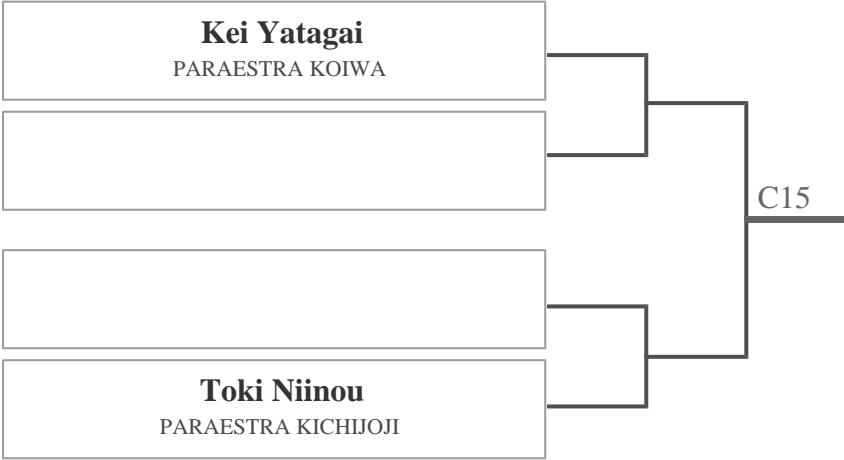 Kei Yatagai
PARAESTRA KOIWA
C15
Toki Niinou
PARAESTRA KICHIJOJI